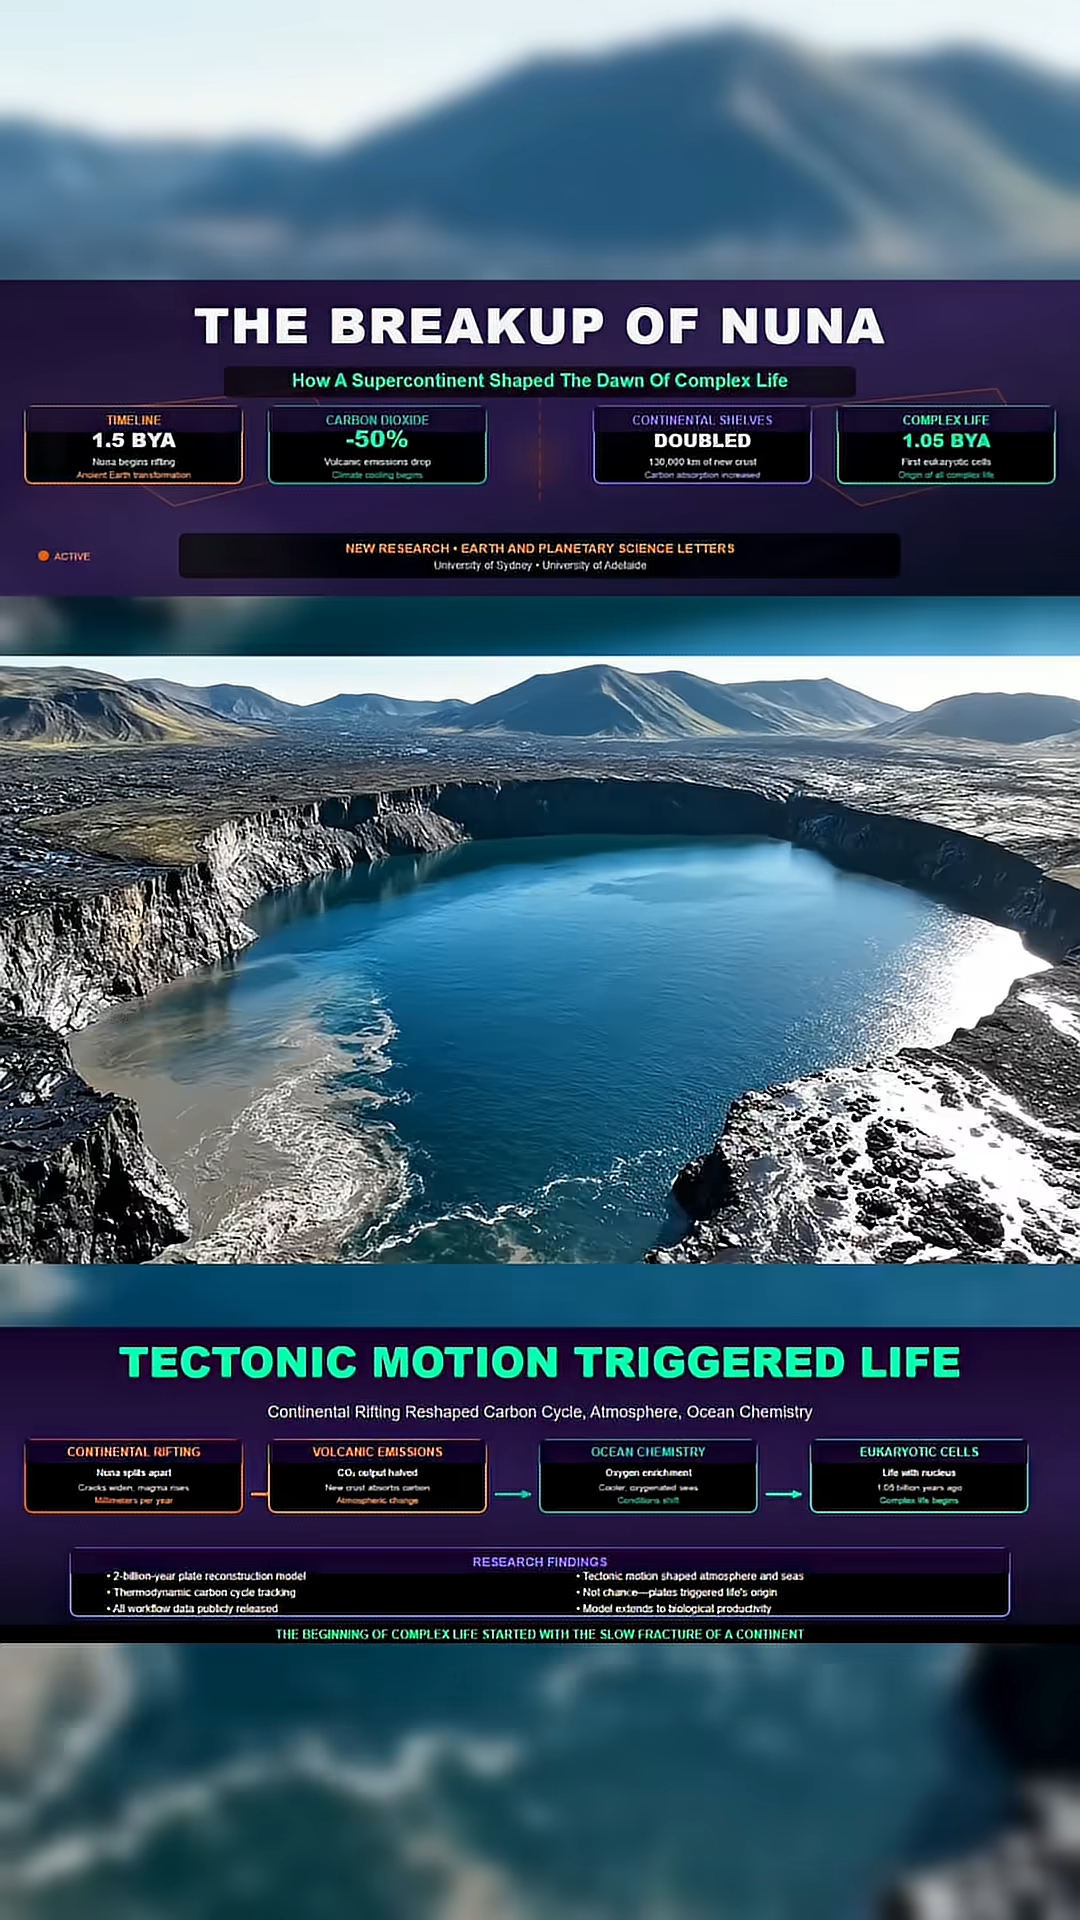 THE BREAKUP OF NUNA
How A Supercontinent Shaped The Dawn Of Complex Life
TIMELINE
1.5 BYA
Nuna begins rifting
Ancient Earth transformation
CARBON DIOXIDE
-50%
Volcanic emissions drop
Climate cooling begins
CONTINENTAL SHELVES
DOUBLED
130,000 km of new crust
Carbon absorption increased
COMPLEX LIFE
1.05 BYA
First eukaryotic cells
Origin of all complex life
ACTIVE
NEW RESEARCH • EARTH AND PLANETARY SCIENCE LETTERS
University of Sydney • University of Adelaide
TECTONIC MOTION TRIGGERED LIFE
Continental Rifting Reshaped Carbon Cycle, Atmosphere, Ocean Chemistry
CONTINENTAL RIFTING
Nuna splits apart
Cracks widen, magma rises
Millimeters per year
VOLCANIC EMISSIONS
CO₂ output halved
New crust absorbs carbon
Atmospheric change
OCEAN CHEMISTRY
Oxygen enrichment
Cooler, oxygenated seas
Conditions shift
EUKARYOTIC CELLS
Life with nucleus
1.05 billion years ago
Complex life begins
RESEARCH FINDINGS
• 2-billion-year plate reconstruction model
• Thermodynamic carbon cycle tracking
• All workflow data publicly released
• Tectonic motion shaped atmosphere and seas
• Not chance—plates triggered life's origin
• Model extends to biological productivity
THE BEGINNING OF COMPLEX LIFE STARTED WITH THE SLOW FRACTURE OF A CONTINENT